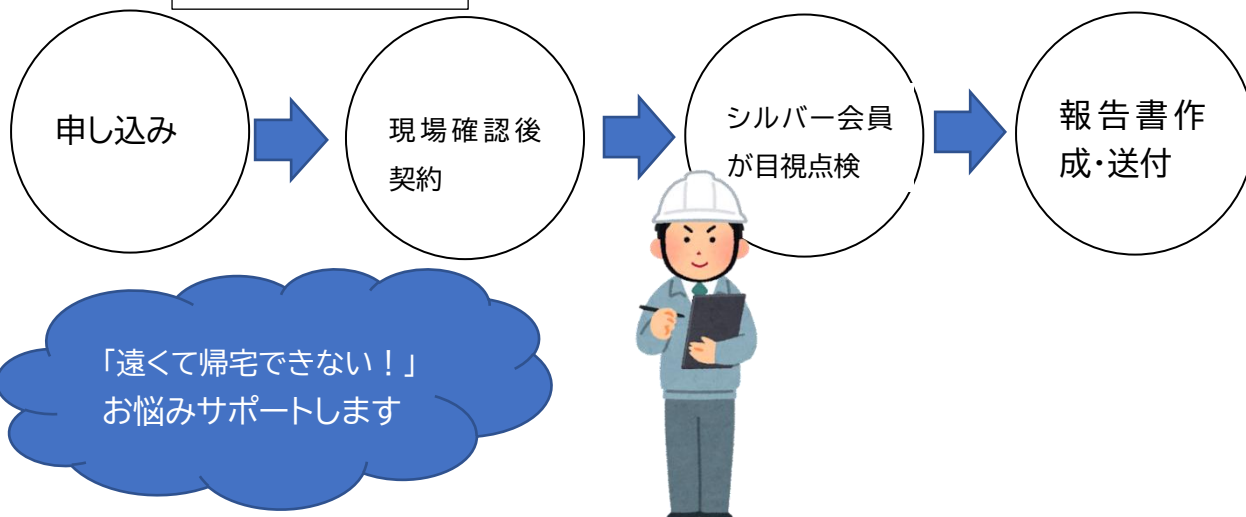 申し込み
現場確認後
契約
シルバー会員
が目視点検
報告書作
成・送付
「遠くて帰宅できない！」
お悩みサポートします